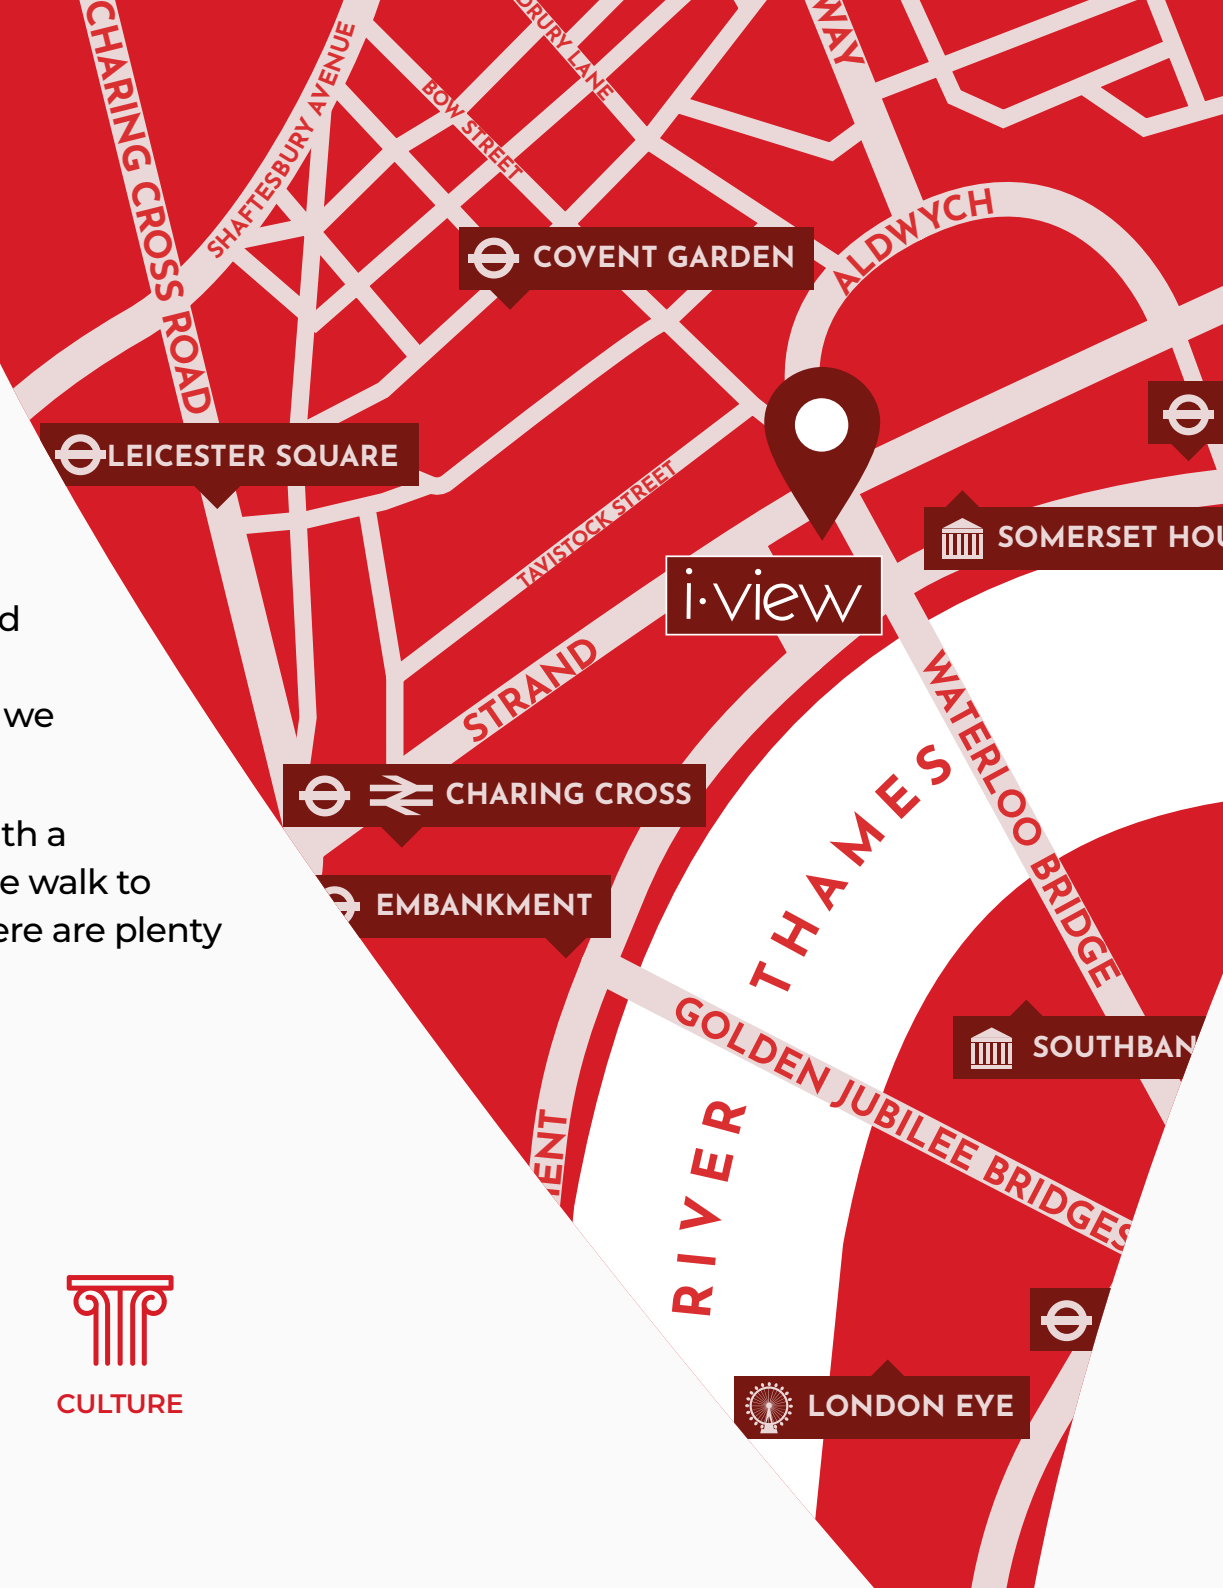 CHARING CROSS ROAD
SHAFTESBURY AVENUE
DRURY LANE
BOW STREET
WAY
ALDWYCH
COVENT GARDEN
LEICESTER SQUARE
TAVISTOCK STREET
SOMERSET HOU
i·view
d
we
th a
e walk to
ere are plenty
STRAND
WATERLOO BRIDGE
CHARING CROSS
EMBANKMENT
RIVER THAMES
GOLDEN JUBILEE BRIDGES
SOUTHBAN
ENT
CULTURE
LONDON EYE